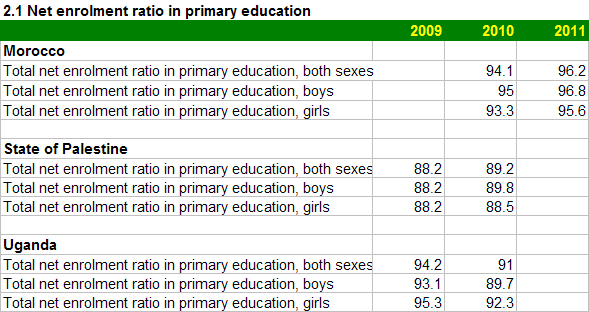 2.1 Net enrolment ratio in primary education
2009 2010 2011
Morocco
Total net enrolment ratio in primary education, both sexes 94.1 96.2
Total net enrolment ratio in primary education, boys 95 96.8
Total net enrolment ratio in primary education, girls 93.3 95.6
State of Palestine
Total net enrolment ratio in primary education, both sexes 88.2 89.2
Total net enrolment ratio in primary education, boys 88.2 89.8
Total net enrolment ratio in primary education, girls 88.2 88.5
Uganda
Total net enrolment ratio in primary education, both sexes 94.2 91
Total net enrolment ratio in primary education, boys 93.1 89.7
Total net enrolment ratio in primary education, girls 95.3 92.3